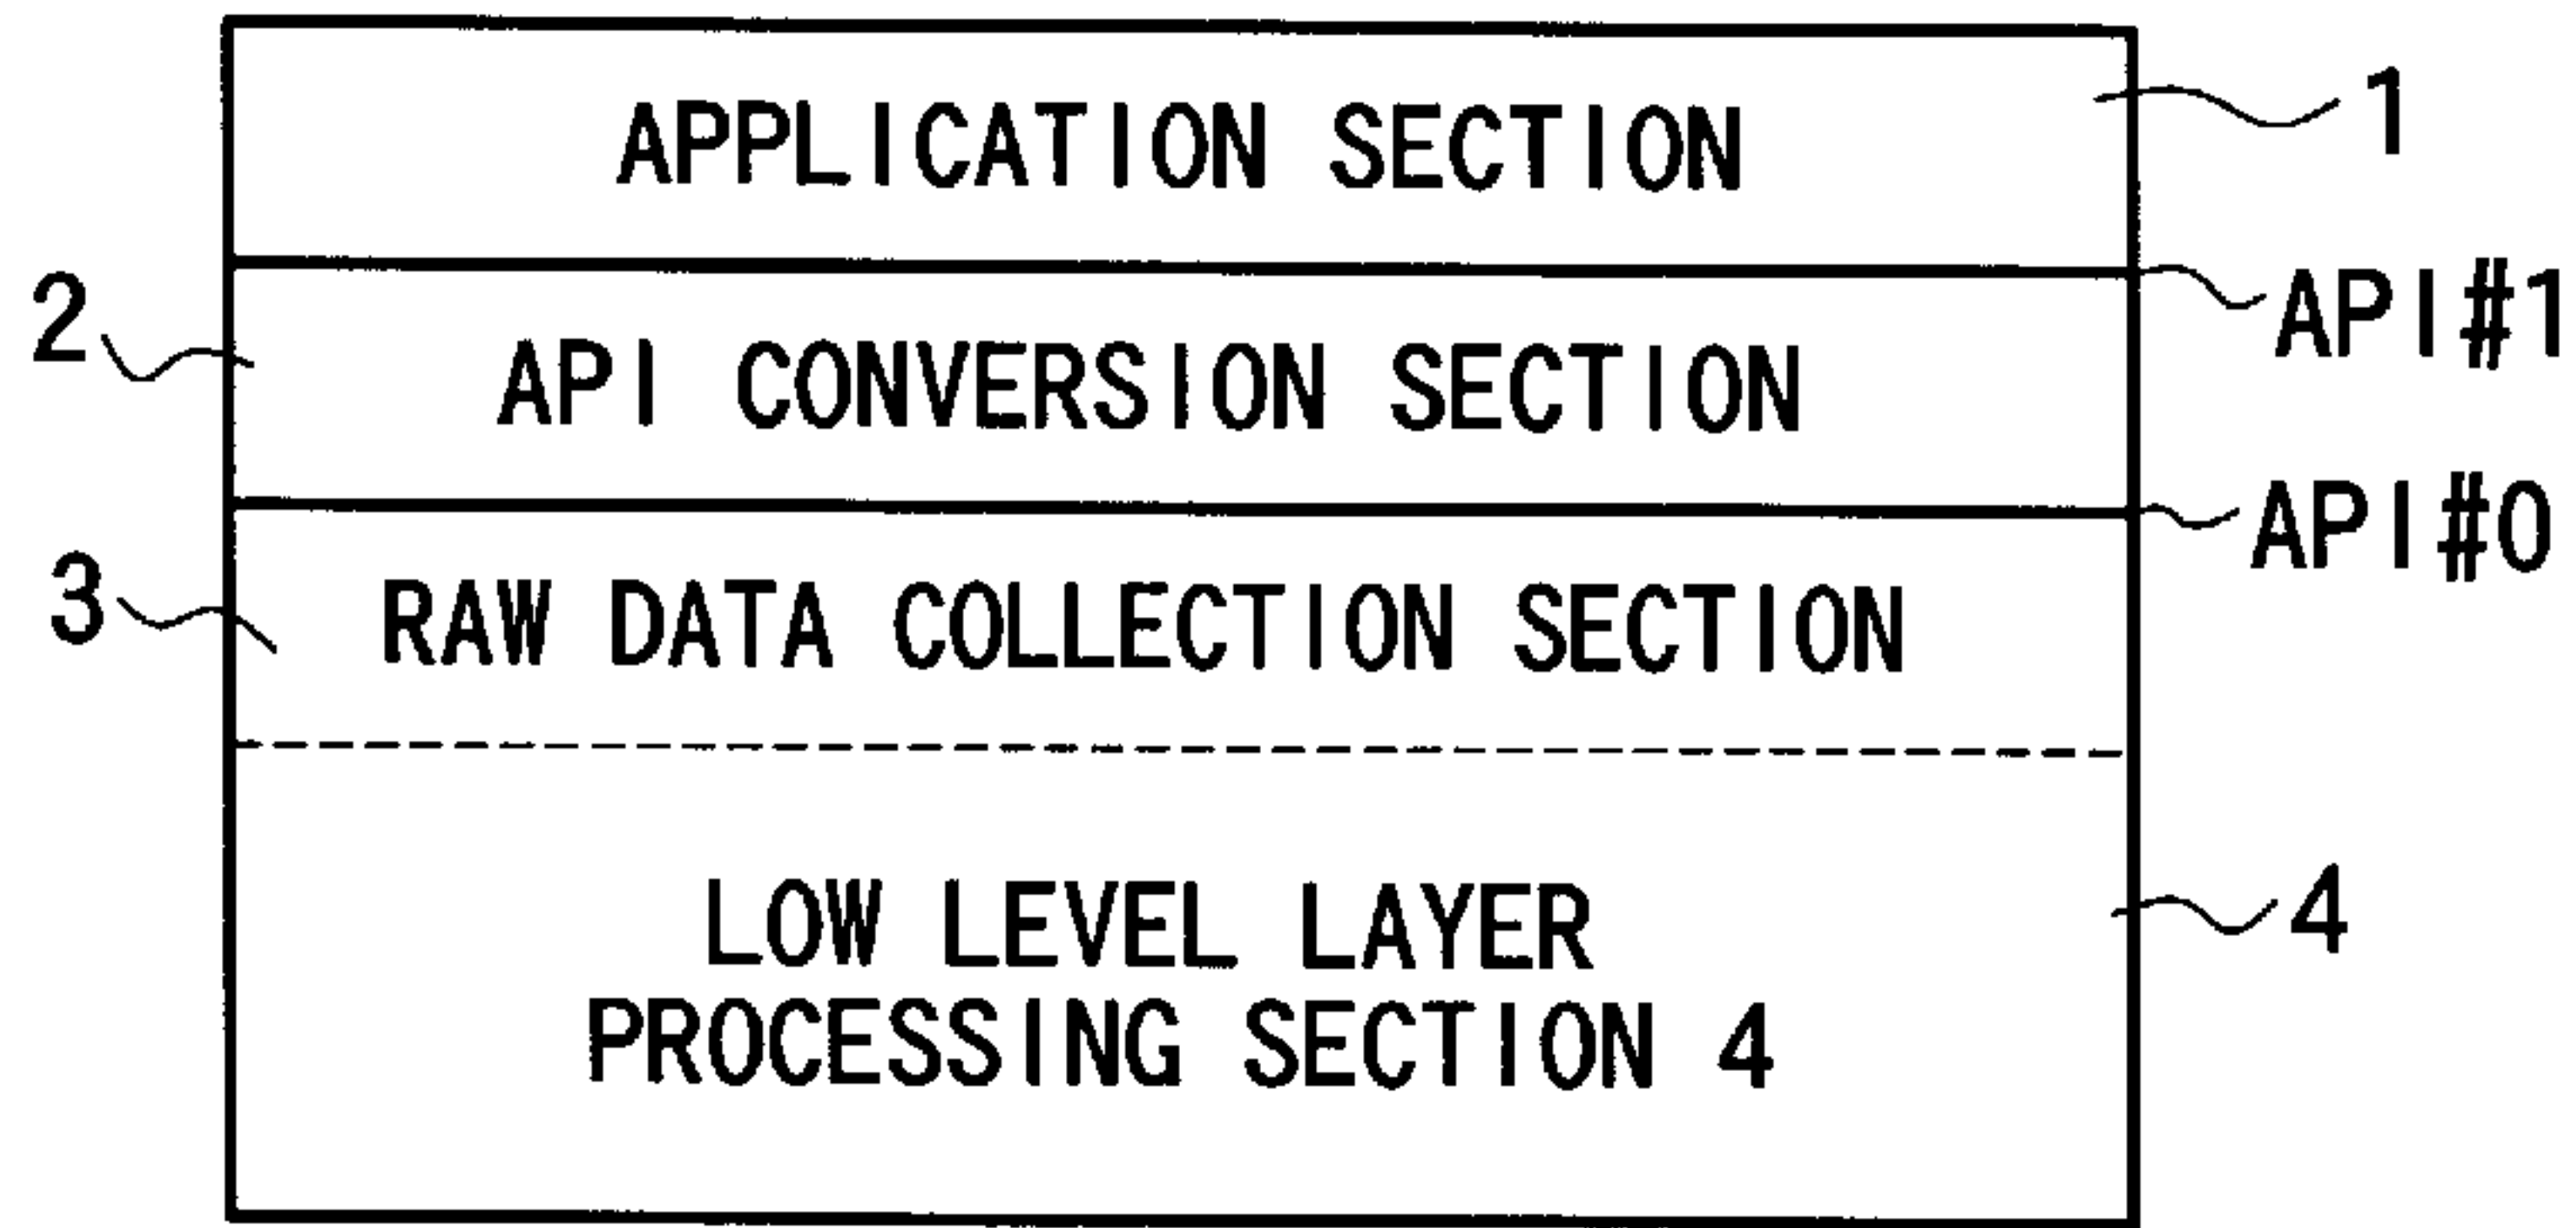 APPLICATION SECTION
1
API#1
2
API CONVERSION SECTION
API#0
3
RAW DATA COLLECTION SECTION
LOW LEVEL LAYER
4
PROCESSING SECTION 4